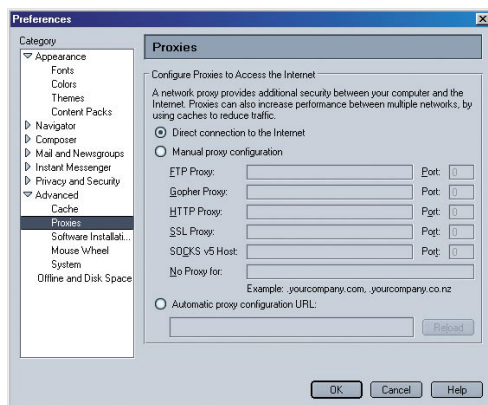 Preferences
Category
Appearance
Fonts
Colors
Themes
Content Packs
Navigator
Composer
Mail and Newsgroups
Instant Messenger
Privacy and Security
Advanced
Cache
Proxies
Software Installati...
Mouse Wheel
System
Offline and Disk Space
Proxies
Configure Proxies to Access the Internet
A network proxy provides additional security between your computer and the
Internet. Proxies can also increase performance between multiple networks, by
using caches to reduce traffic.
Direct connection to the Internet
Manual proxy configuration
FTP Proxy: Port: 0
Gopher Proxy: Port: 0
HTTP Proxy: Port: 0
SSL Proxy: Port: 0
SOCKS v5 Host: Port: 0
No Proxy for:
Example: .yourcompany.com, .yourcompany.co.nz
Automatic proxy configuration URL:
Reload
OK Cancel Help